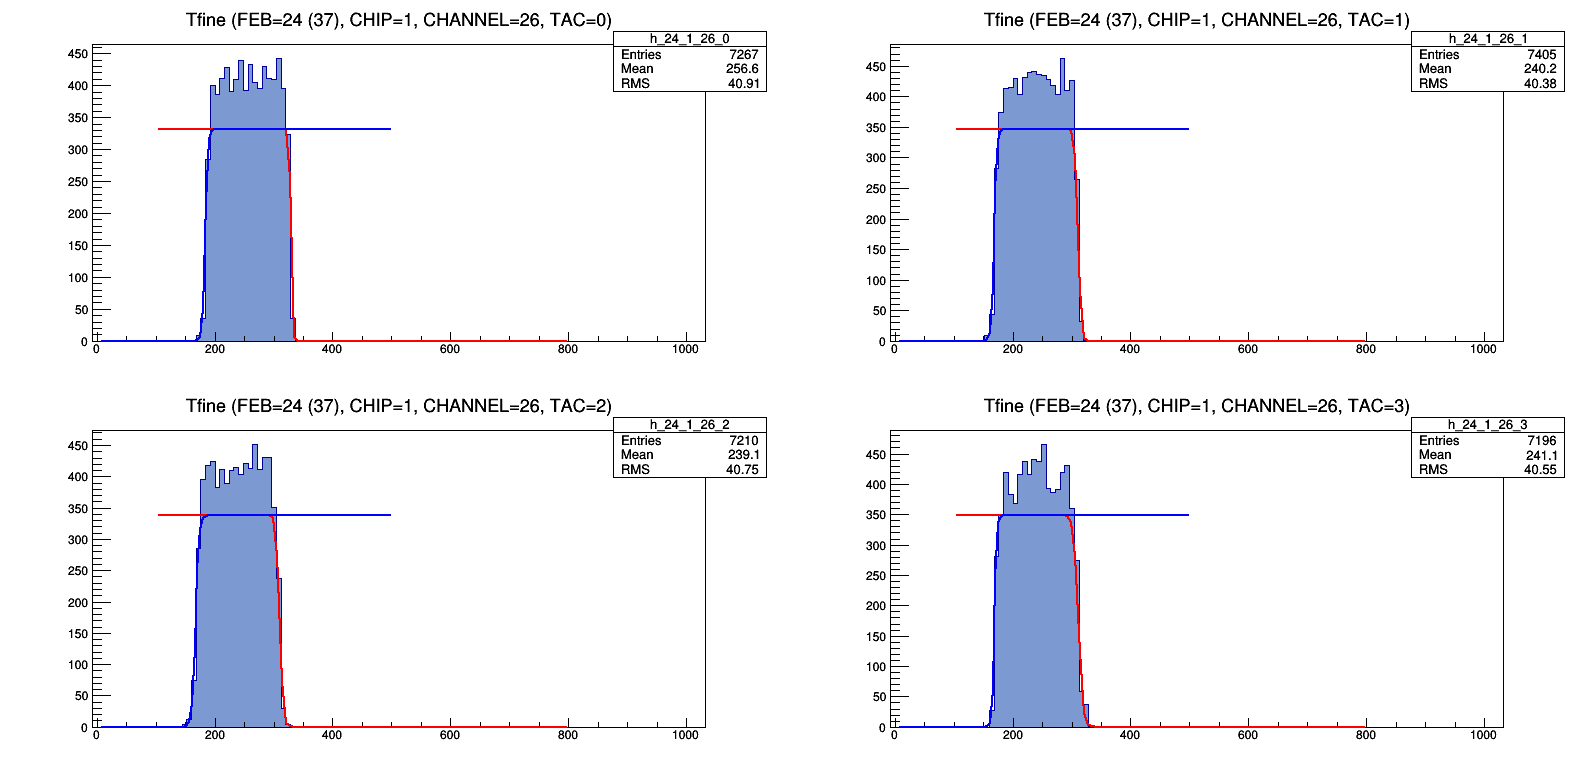 Tfine (FEB=24 (37), CHIP=1, CHANNEL=26, TAC=0)
h_24_1_26_0
Entries 7267
Mean 256.6
RMS 40.91
450
400
350
300
250
200
150
100
50
0
0 200 400 600 800 1000
Tfine (FEB=24 (37), CHIP=1, CHANNEL=26, TAC=1)
h_24_1_26_1
Entries 7405
Mean 240.2
RMS 40.38
450
400
350
300
250
200
150
100
50
0
0 200 400 600 800 1000
Tfine (FEB=24 (37), CHIP=1, CHANNEL=26, TAC=2)
h_24_1_26_2
Entries 7210
Mean 239.1
RMS 40.75
450
400
350
300
250
200
150
100
50
0
0 200 400 600 800 1000
Tfine (FEB=24 (37), CHIP=1, CHANNEL=26, TAC=3)
h_24_1_26_3
Entries 7196
Mean 241.1
RMS 40.55
450
400
350
300
250
200
150
100
50
0
0 200 400 600 800 1000